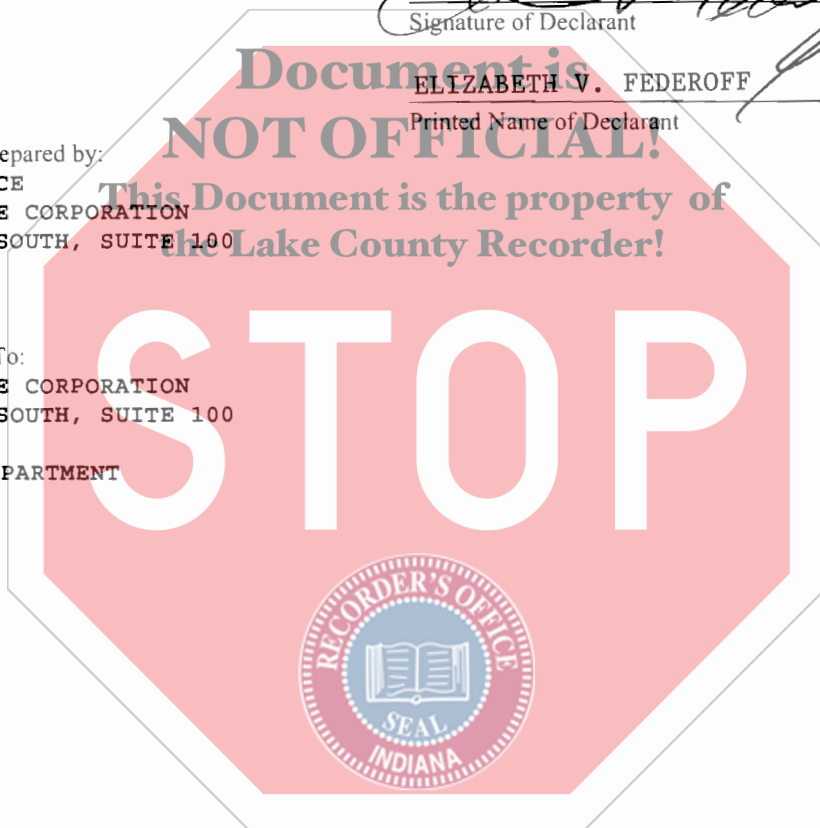 Signature of Declarant
Document is
ELIZABETH V. FEDEROFF
NOT OFFICIAL!
Printed Name of Declarant
epared by:
CE
This Document is the property of
E CORPORATION
the Lake County Recorder!
SOUTH, SUITE 100
To:
E CORPORATION
SOUTH, SUITE 100
PARTMENT
STOP
RECORDER'S OFFICE
SEAL
INDIANA